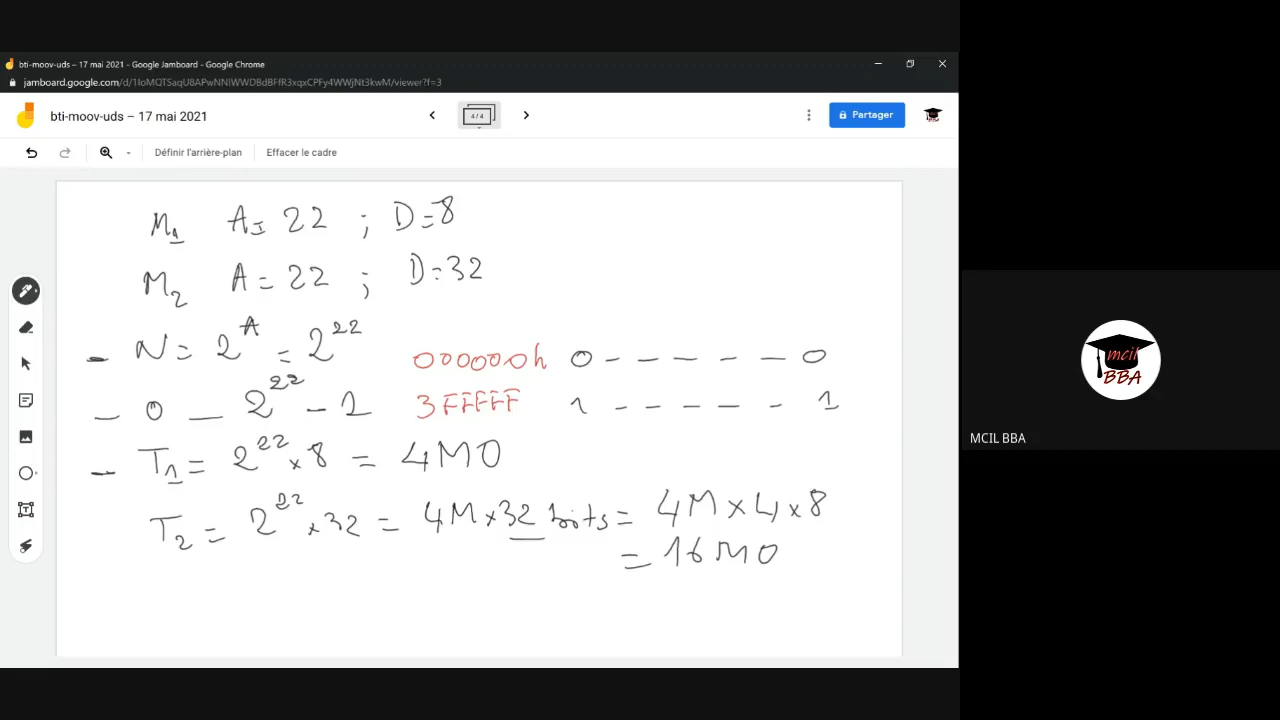 bti-moov-uds – 17 mai 2021 - Google Jamboard - Google Chrome
jamboard.google.com/d/1IoMQTSaqU8APwNNIWWDBdBFfR3xqxCPFy4WWjNt3kwM/viewer?f=3
bti-moov-uds – 17 mai 2021
4/4
Partager
Définir l'arrière-plan
Effacer le cadre
M1 A = 22 ; D = 8
M2 A = 22 ; D = 32
- N = 2^A = 2^22 000000h 0 - - - - - 0
- 0 — 2^22 - 1 3FFFFF 1 - - - - - 1
- T1 = 2^22 × 8 = 4MO
T2 = 2^22 × 32 = 4M × 32 bits = 4M × 4 × 8
= 16 MO
mcil
BBA
MCIL BBA